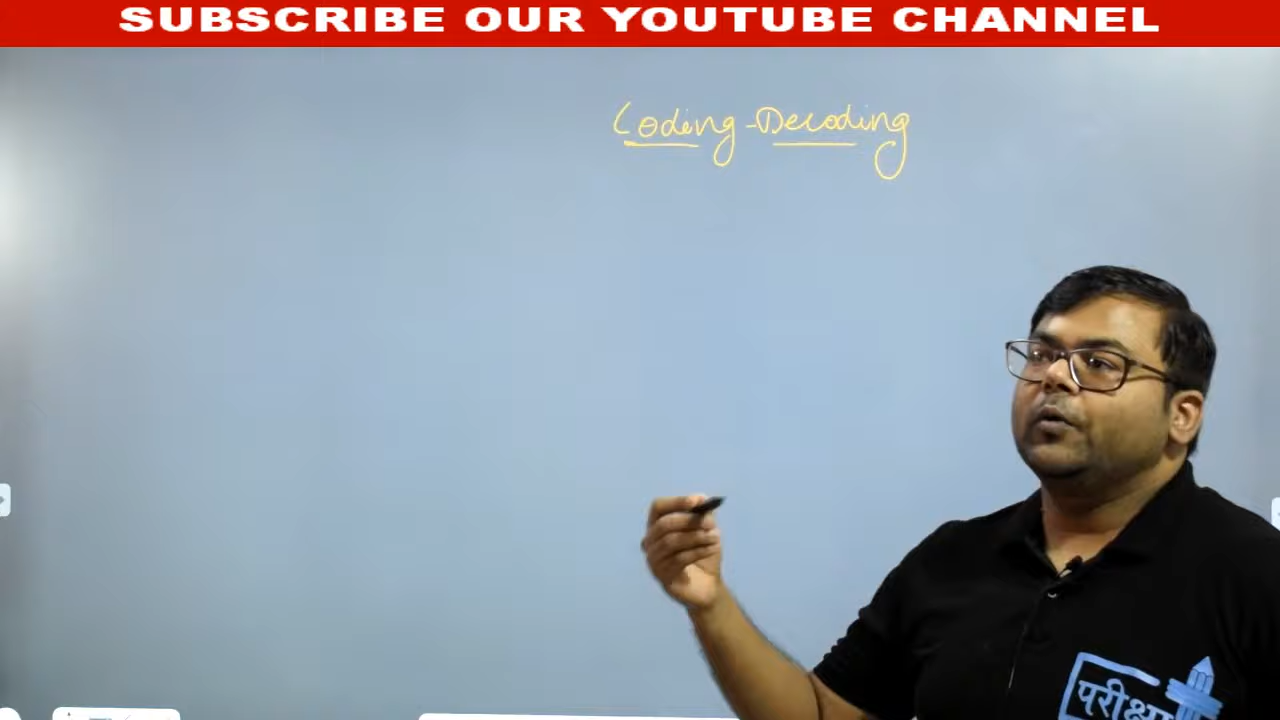 SUBSCRIBE OUR YOUTUBE CHANNEL
Coding-Decoding
परीक्षा